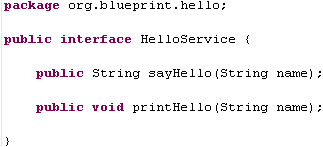 package org.blueprint.hello;
public interface HelloService {
public String sayHello(String name);
public void printHello(String name);
}